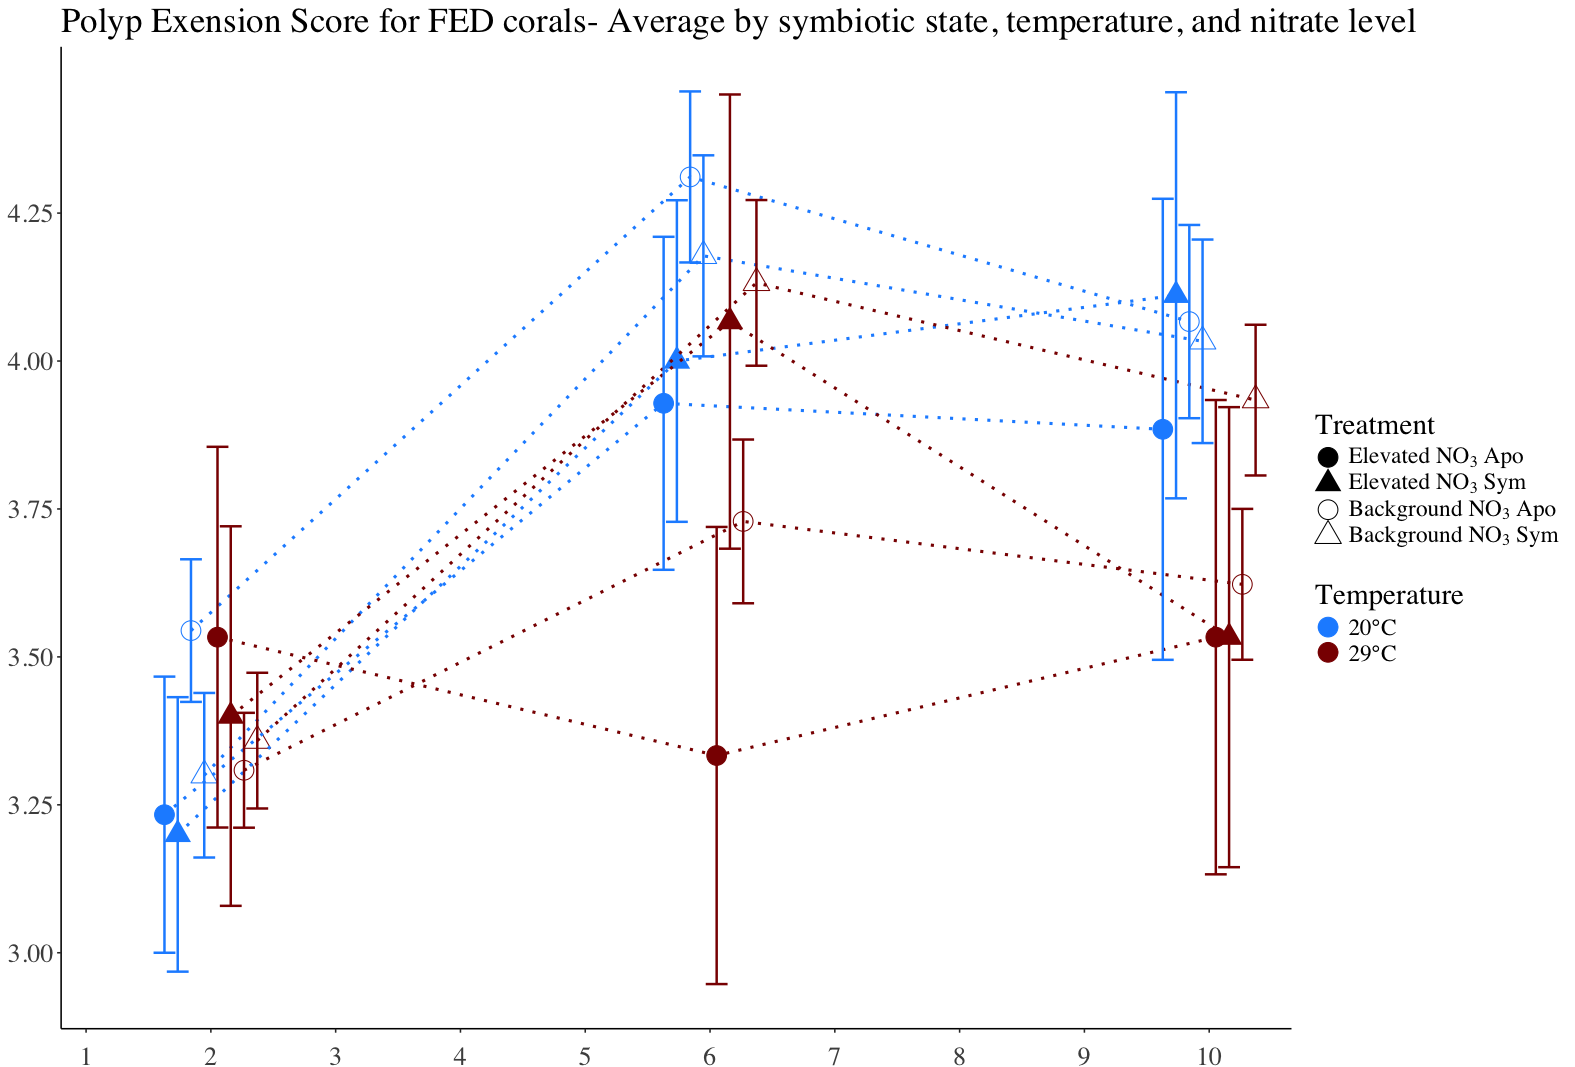 Polyp Exension Score for FED corals- Average by symbiotic state, temperature, and nitrate level
4.25
4.00
3.75
3.50
3.25
3.00
1 2 3 4 5 6 7 8 9 10
Treatment
Elevated NO₃ Apo
Elevated NO₃ Sym
Background NO₃ Apo
Background NO₃ Sym
Temperature
20°C
29°C